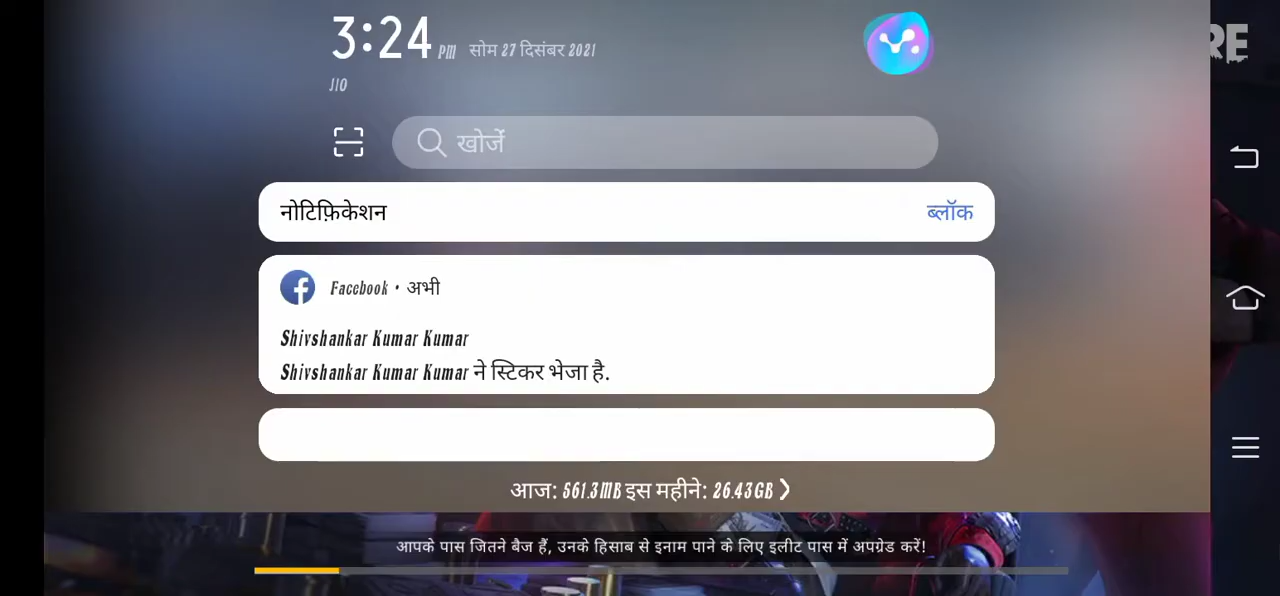 3:24 PM सोम 27 दिसंबर 2021
JIO
खोजें
नोटिफ़िकेशन ब्लॉक
Facebook • अभी
Shivshankar Kumar Kumar
Shivshankar Kumar Kumar ने स्टिकर भेजा है.
आज: 561.3MB इस महीने: 26.43GB
आपके पास जितने बैज हैं, उनके हिसाब से इनाम पाने के लिए इलीट पास में अपग्रेड करें!